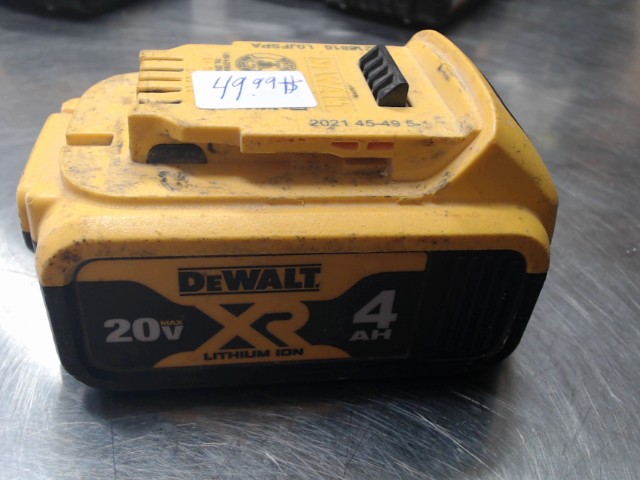 49.99$
2021 45-49 5-
DEWALT
20V MAX
XR
4
AH
LITHIUM ION